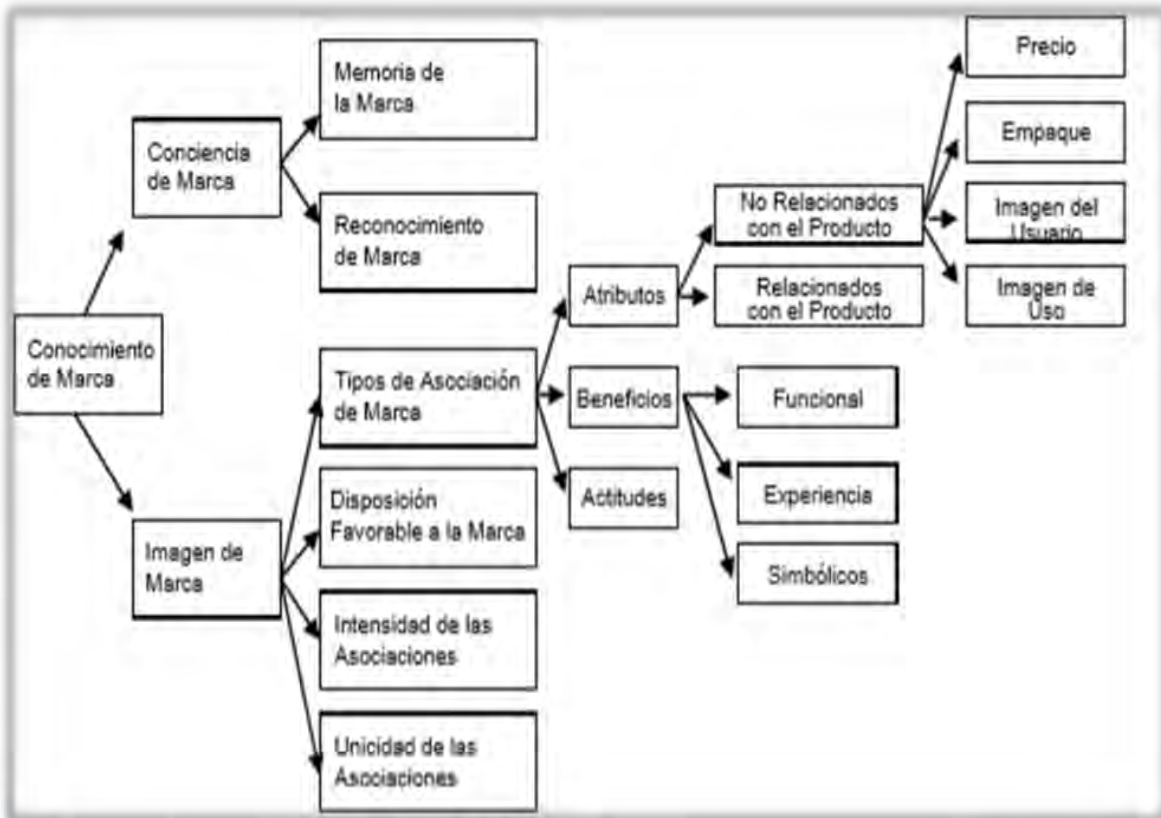 Conocimiento
de Marca
Conciencia
de Marca
Imagen de
Marca
Memoria de
la Marca
Reconocimiento
de Marca
Tipos de Asociación
de Marca
Disposición
Favorable a la Marca
Intensidad de las
Asociaciones
Unicidad de las
Asociaciones
Atributos
Beneficios
Actitudes
No Relacionados
con el Producto
Relacionados
con el Producto
Funcional
Experiencia
Simbólicos
Precio
Empaque
Imagen del
Usuario
Imagen de
Uso